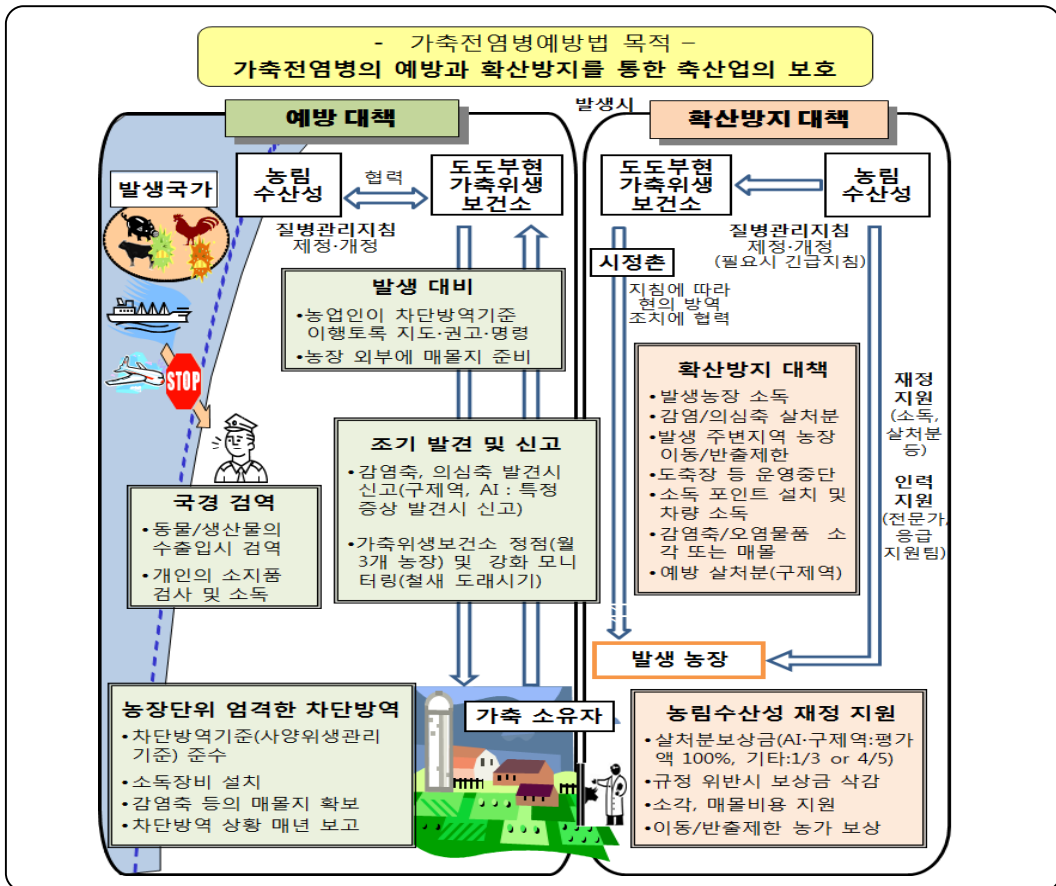 - 가축전염병예방법 목적 –
가축전염병의 예방과 확산방지를 통한 축산업의 보호
예방 대책
발생국가
농림
수산성
협력
도도부현
가축위생
보건소
질병관리지침
제정·개정
발생 대비
•농업인이 차단방역기준
이행토록 지도·권고·명령
•농장 외부에 매몰지 준비
STOP
국경 검역
•동물/생산물의
수출입시 검역
•개인의 소지품
검사 및 소독
조기 발견 및 신고
•감염축, 의심축 발견시
신고(구제역, AI : 특정
증상 발견시 신고)
•가축위생보건소 정점(월
3개 농장) 및 강화 모니
터링(철새 도래시기)
농장단위 엄격한 차단방역
•차단방역기준(사양위생관리
기준) 준수
•소독장비 설치
•감염축 등의 매몰지 확보
•차단방역 상황 매년 보고
가축 소유자
발생시
확산방지 대책
도도부현
가축위생
보건소
농림
수산성
질병관리지침
제정·개정
(필요시 긴급지침)
시정촌
지침에 따라
현의 방역
조치에 협력
확산방지 대책
•발생농장 소독
•감염/의심축 살처분
•발생 주변지역 농장
이동/반출제한
•도축장 등 운영중단
•소독 포인트 설치 및
차량 소독
•감염축/오염물품 소
각 또는 매몰
•예방 살처분(구제역)
재정
지원
(소독,
살처분
등)
인력
지원
(전문가,
응급
지원팀)
발생 농장
농림수산성 재정 지원
•살처분보상금(AI·구제역:평가
액 100%, 기타:1/3 or 4/5)
•규정 위반시 보상금 삭감
•소각, 매몰비용 지원
•이동/반출제한 농가 보상